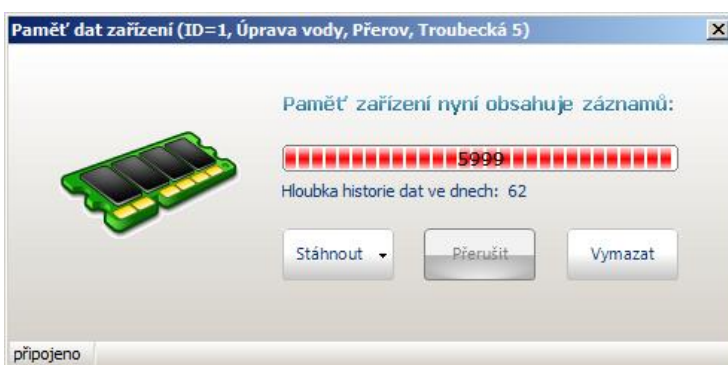 Paměť dat zařízení (ID=1, Úprava vody, Přerov, Troubecká 5)
Paměť zařízení nyní obsahuje záznamů:
5999
Hloubka historie dat ve dnech: 62
Stáhnout
Přerušit
Vymazat
připojeno